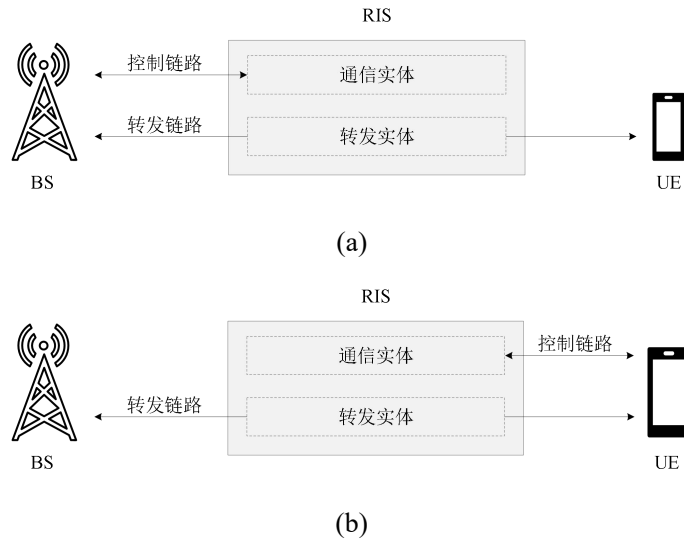 RIS
控制链路
通信实体
转发链路
转发实体
BS
UE
(a)
RIS
通信实体
控制链路
转发链路
转发实体
BS
UE
(b)